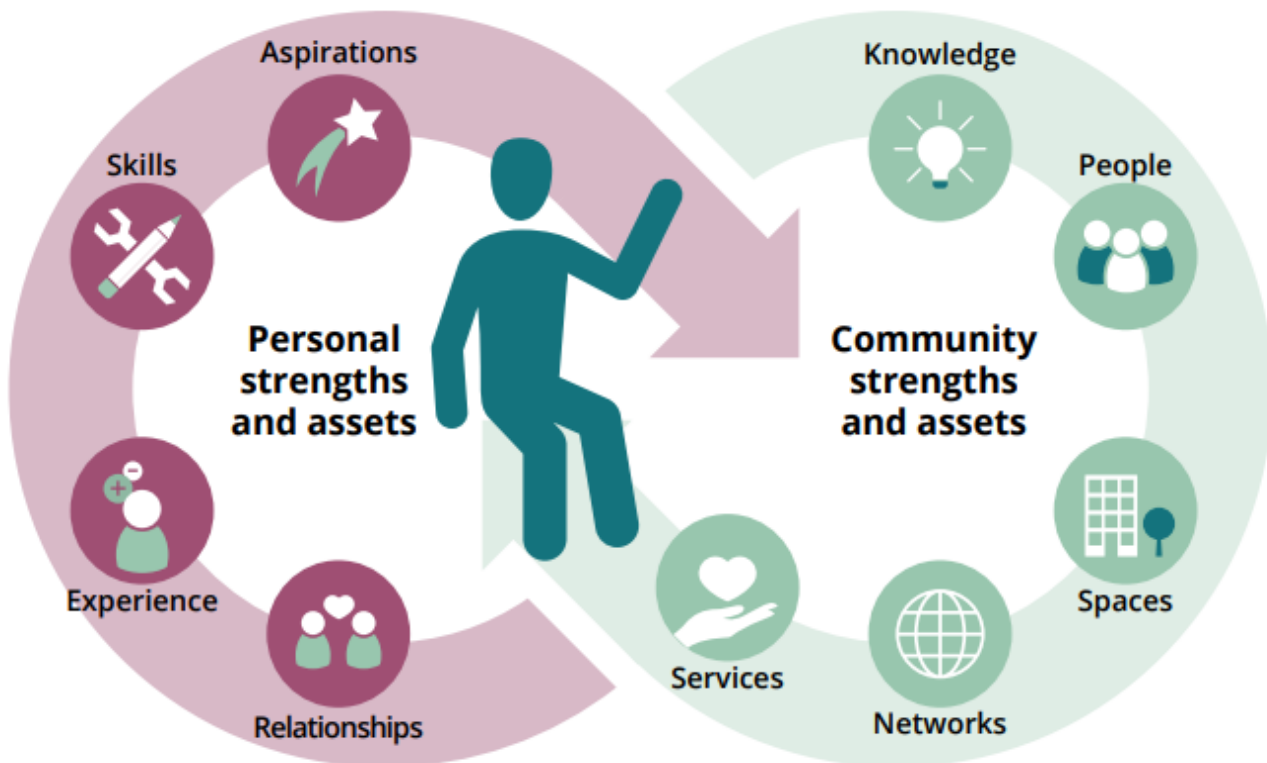 Aspirations
Skills
Personal
strengths
and assets
Experience
Relationships
Knowledge
People
Community
strengths
and assets
Spaces
Services
Networks